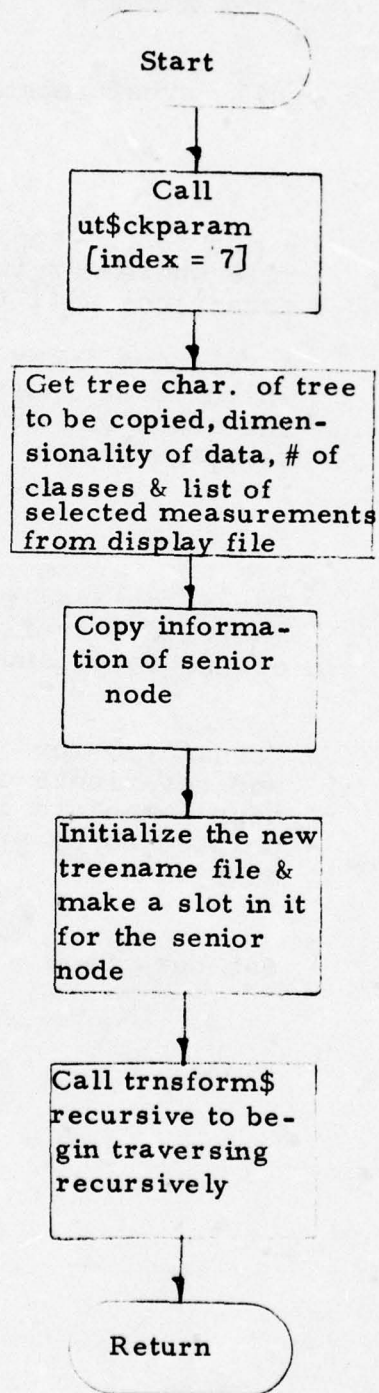 Start
Call
ut$ckparam
[index = 7]
Get tree char. of tree
to be copied, dimen-
sionality of data, # of
classes & list of
selected measurements
from display file
Copy informa-
tion of senior
node
Initialize the new
treename file &
make a slot in it
for the senior
node
Call trnsform$
recursive to be-
gin traversing
recursively
Return